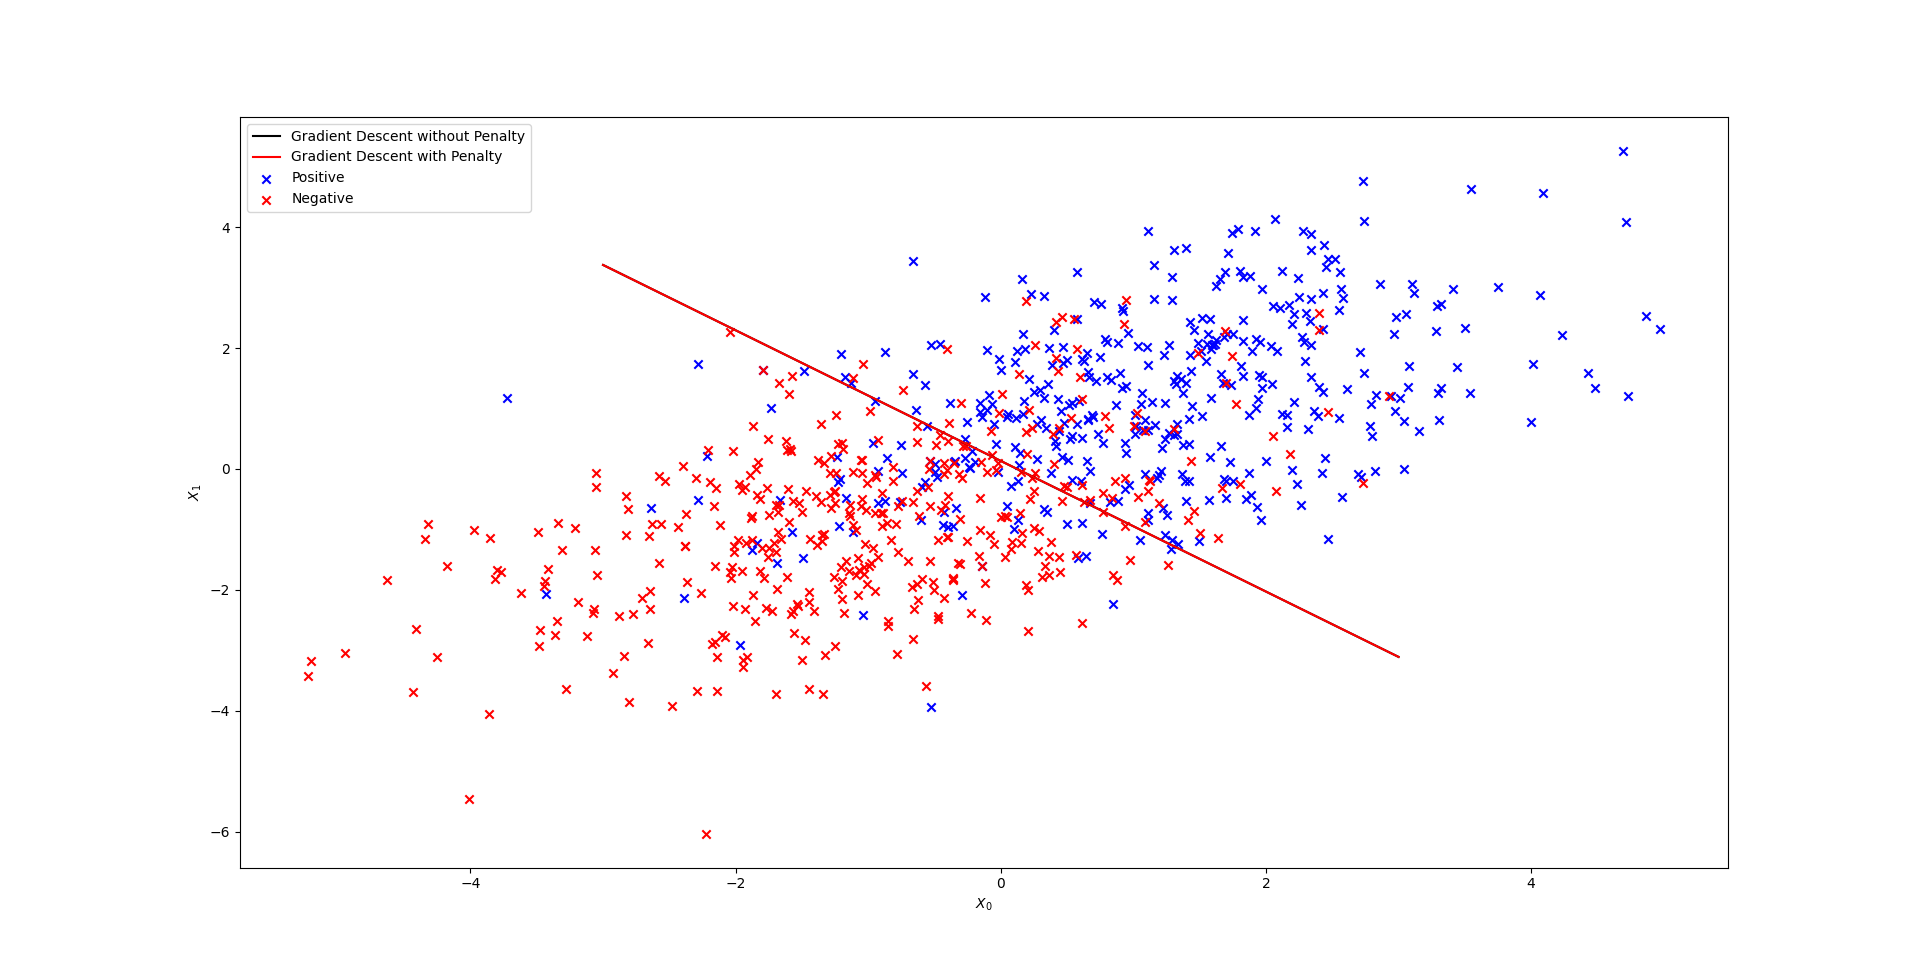 Gradient Descent without Penalty
Gradient Descent with Penalty
Positive
Negative
4
2
0
−2
−4
−6
X₁
−4 −2 0 2 4
X₀